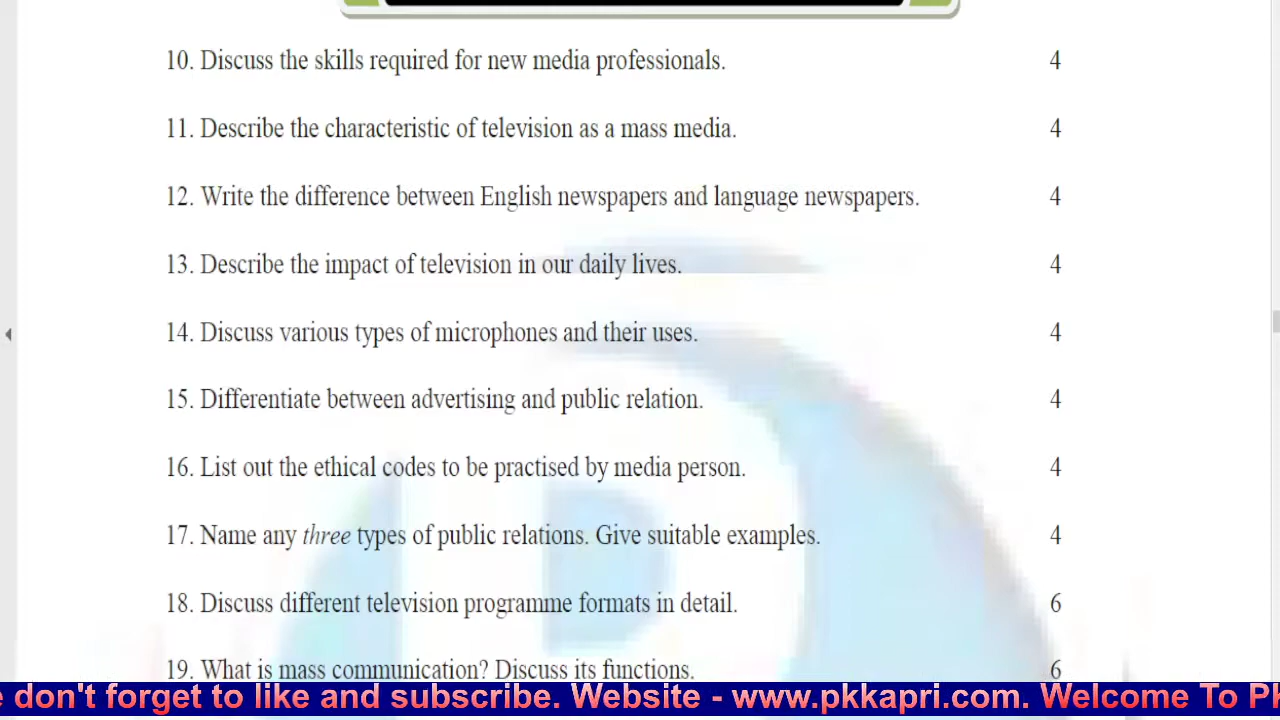 10. Discuss the skills required for new media professionals. 4
11. Describe the characteristic of television as a mass media. 4
12. Write the difference between English newspapers and language newspapers. 4
13. Describe the impact of television in our daily lives. 4
14. Discuss various types of microphones and their uses. 4
15. Differentiate between advertising and public relation. 4
16. List out the ethical codes to be practised by media person. 4
17. Name any three types of public relations. Give suitable examples. 4
18. Discuss different television programme formats in detail. 6
19. What is mass communication? Discuss its functions. 6
don't forget to like and subscribe. Website - www.pkkapri.com. Welcome To